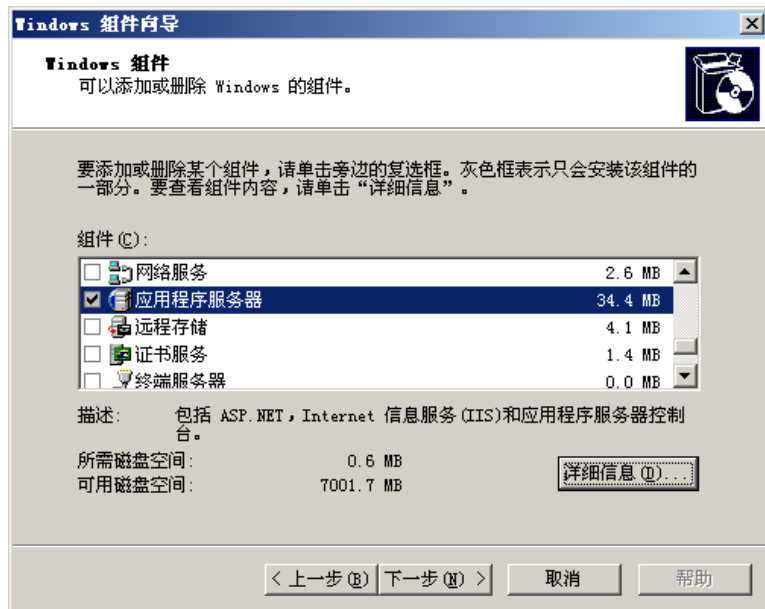 Windows 组件向导
Windows 组件
可以添加或删除 Windows 的组件。
要添加或删除某个组件,请单击旁边的复选框。灰色框表示只会安装该组件的
一部分。要查看组件内容,请单击“详细信息”。
组件(C):
网络服务 2.6 MB
应用程序服务器 34.4 MB
远程存储 4.1 MB
证书服务 1.4 MB
终端服务器 0.0 MB
描述: 包括 ASP.NET,Internet 信息服务(IIS)和应用程序服务器控制
台。
所需磁盘空间: 0.6 MB
可用磁盘空间: 7001.7 MB
详细信息(D)...
< 上一步(B) 下一步(N) > 取消 帮助